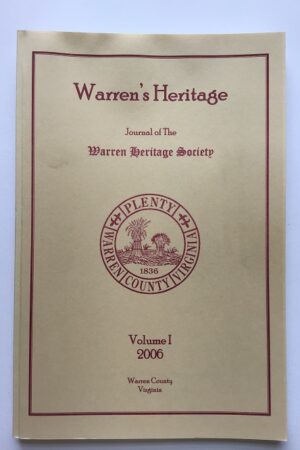 Warren's Heritage
Journal of The
Warren Heritage Society
PLENTY
1836
WARREN COUNTY VIRGINIA
Volume I
2006
Warren County
Virginia